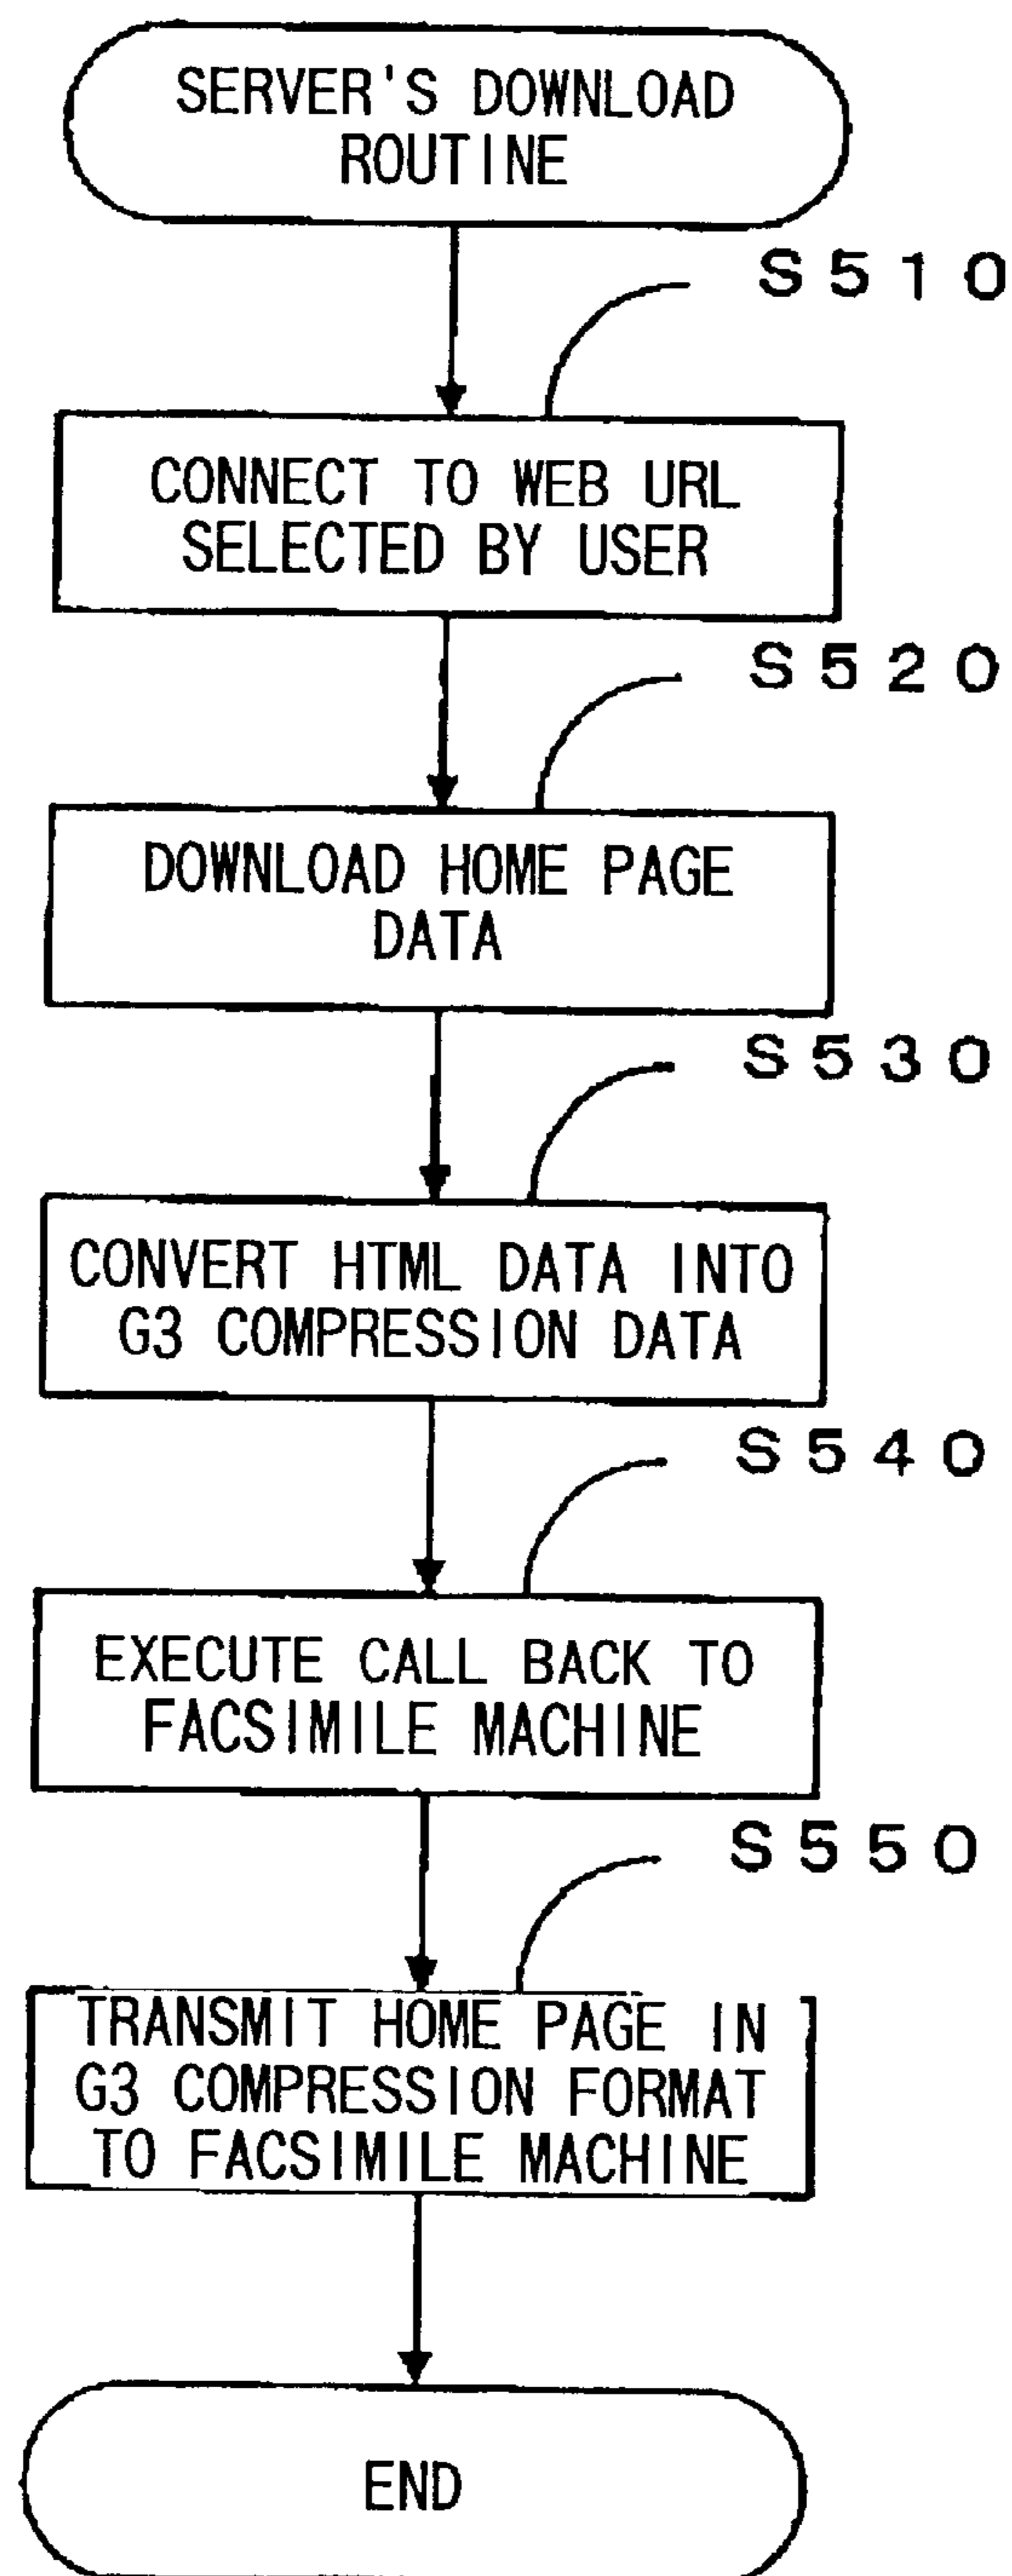 SERVER'S DOWNLOAD
ROUTINE
S510
CONNECT TO WEB URL
SELECTED BY USER
S520
DOWNLOAD HOME PAGE
DATA
S530
CONVERT HTML DATA INTO
G3 COMPRESSION DATA
S540
EXECUTE CALL BACK TO
FACSIMILE MACHINE
S550
TRANSMIT HOME PAGE IN
G3 COMPRESSION FORMAT
TO FACSIMILE MACHINE
END